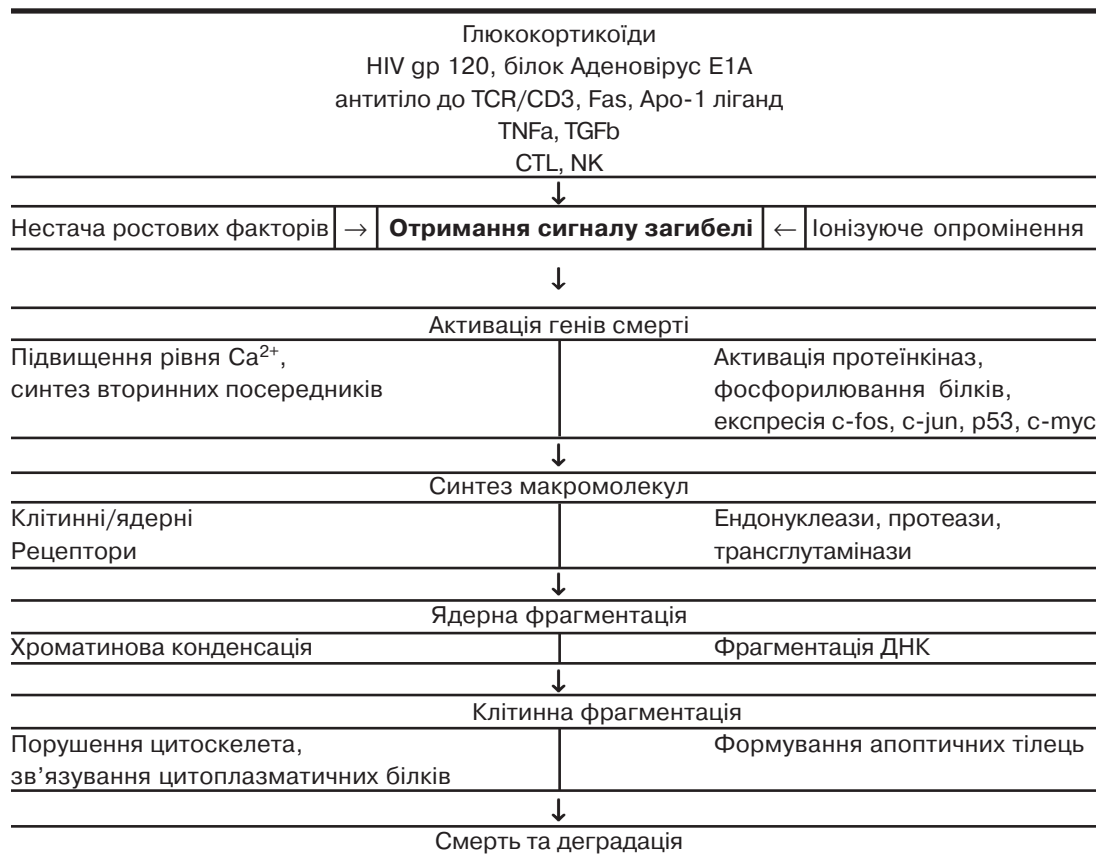 Глюкокортикоїди
HIV gp 120, білок Аденовірус E1A
антитіло до TCR/CD3, Fas, Apo-1 ліганд
TNFa, TGFb
CTL, NK
↓
Нестача ростових факторів → Отримання сигналу загибелі ← Іонізуюче опромінення
↓
Активація генів смерті
Підвищення рівня Ca²⁺,
синтез вторинних посередників
Активація протеїнкіназ,
фосфорилювання білків,
експресія c-fos, c-jun, p53, c-myc
↓
Синтез макромолекул
Клітинні/ядерні
Рецептори
Ендонуклеази, протеази,
трансглутамінази
↓
Ядерна фрагментація
Хроматинова конденсація
Фрагментація ДНК
↓
Клітинна фрагментація
Порушення цитоскелета,
зв’язування цитоплазматичних білків
Формування апоптичних тілець
↓
Смерть та деградація